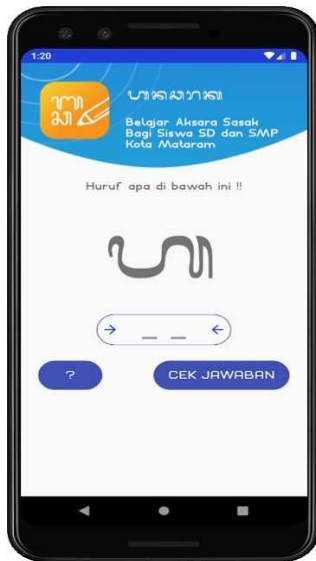 1:20
Belajar Aksara Sasak
Bagi Siswa SD dan SMP
Kota Mataram
Huruf apa di bawah ini !!
ᬳ
→ _ _ ←
?
CEK JAWABAN